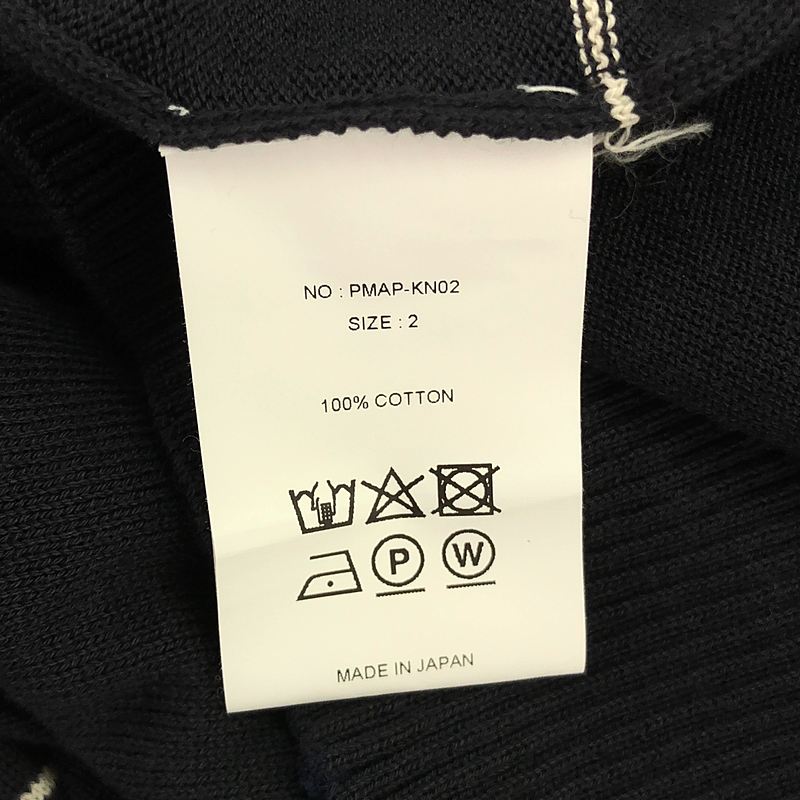 NO : PMAP-KN02
SIZE : 2
100% COTTON
P W
MADE IN JAPAN